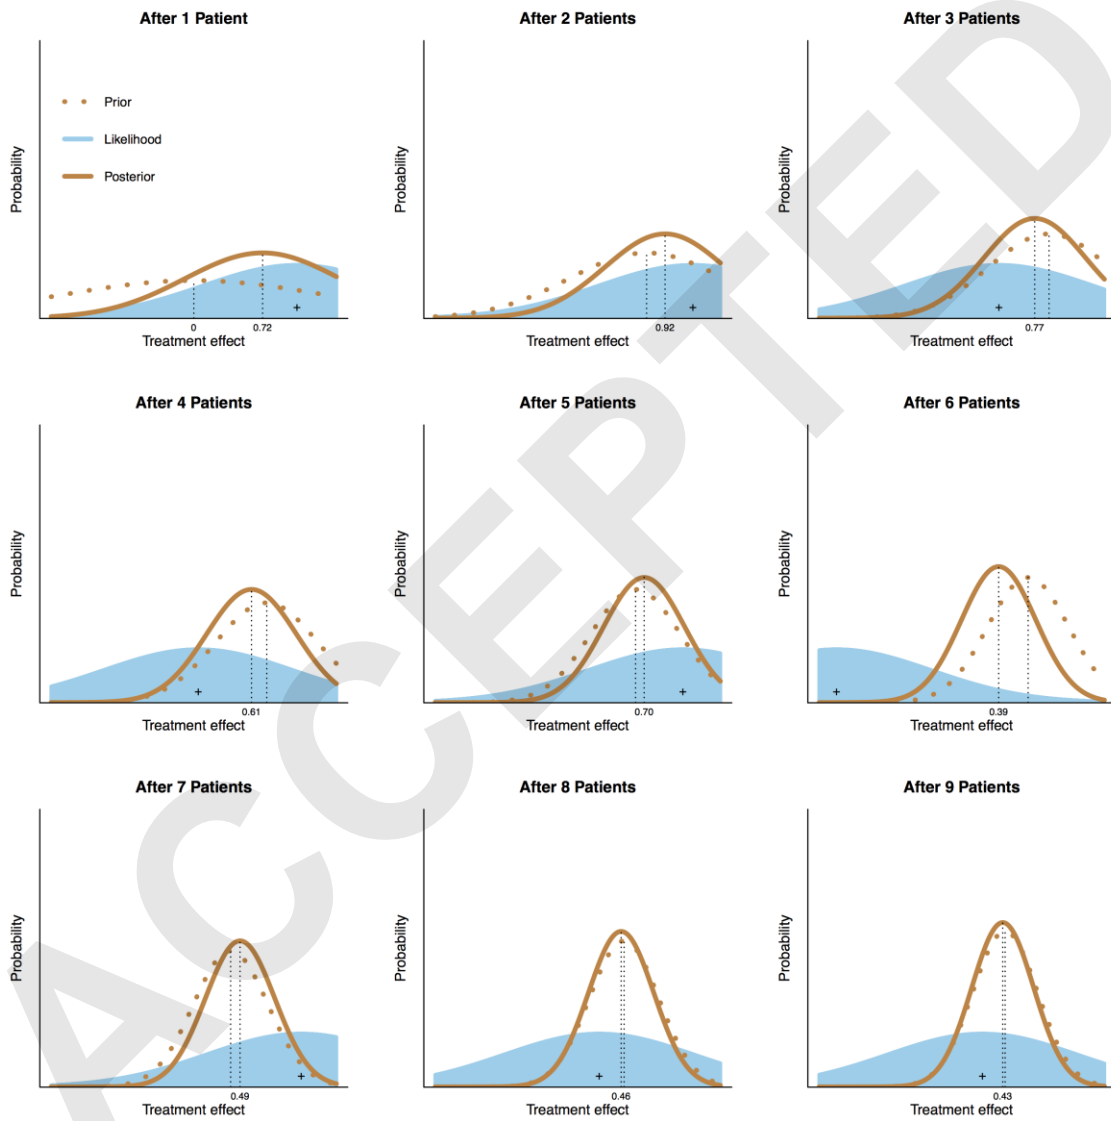 After 1 Patient
After 2 Patients
After 3 Patients
Prior
Likelihood
Posterior
Probability
Probability
Probability
0 0.72
0.92
0.77
Treatment effect
Treatment effect
Treatment effect
After 4 Patients
After 5 Patients
After 6 Patients
Probability
Probability
Probability
0.61
0.70
0.39
Treatment effect
Treatment effect
Treatment effect
After 7 Patients
After 8 Patients
After 9 Patients
Probability
Probability
Probability
0.49
0.46
0.43
Treatment effect
Treatment effect
Treatment effect
ACCEPTED